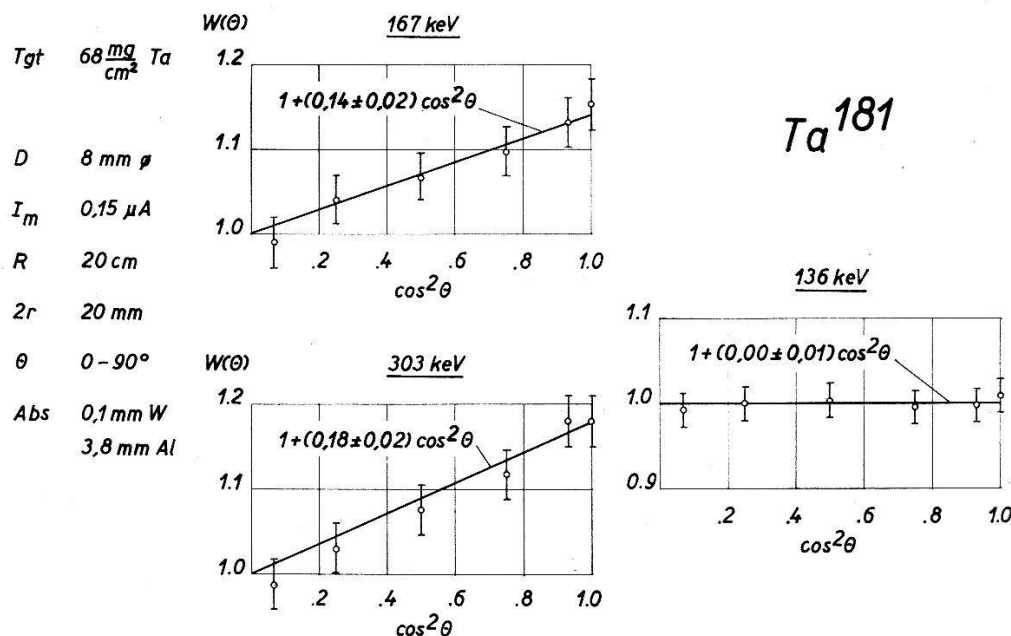 Tgt 68 mg/cm² Ta
D 8 mm ø
I_m 0,15 μA
R 20 cm
2r 20 mm
θ 0-90°
Abs 0,1 mm W
3,8 mm Al
W(Θ)
167 keV
1.2
1+(0,14±0,02) cos²θ
1.1
1.0
.2 .4 .6 .8 1.0
cos²θ
Ta¹⁸¹
W(Θ)
303 keV
1.2
1+(0,18±0,02) cos²θ
1.1
1.0
.2 .4 .6 .8 1.0
cos²θ
136 keV
1.1
1+(0,00±0,01) cos²θ
1.0
0.9
.2 .4 .6 .8 1.0
cos²θ